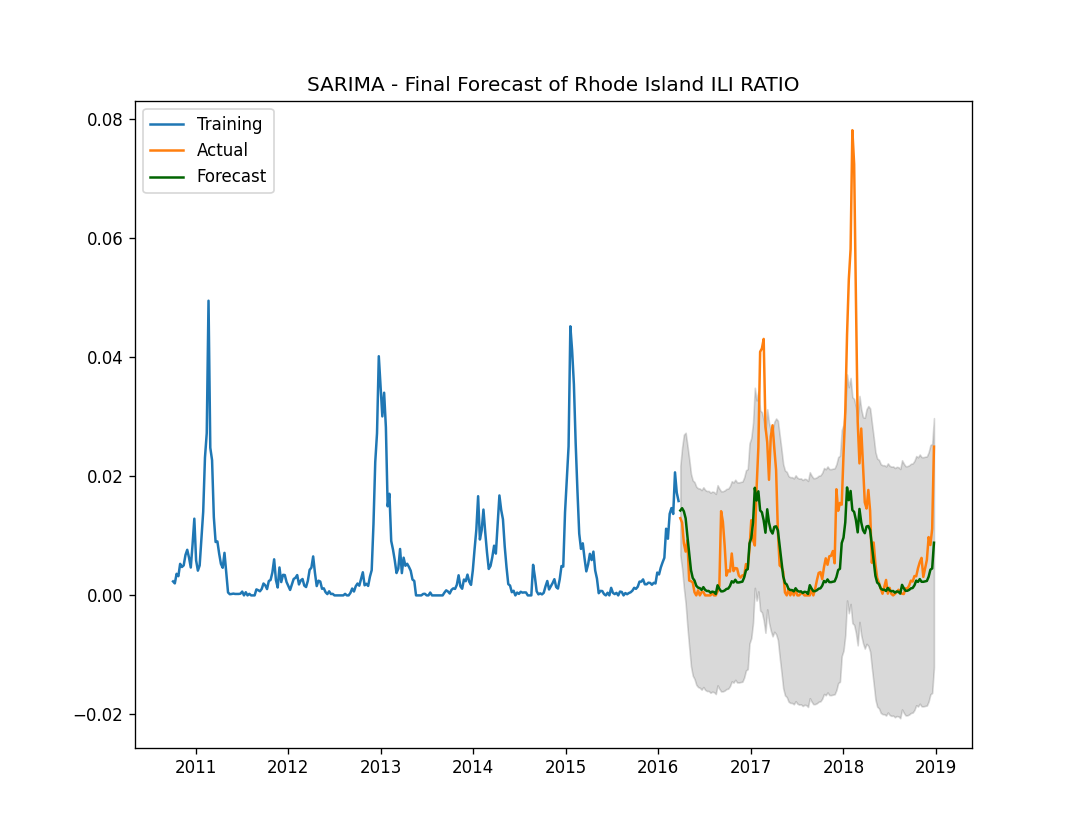 SARIMA - Final Forecast of Rhode Island ILI RATIO
Training
Actual
Forecast
0.08
0.06
0.04
0.02
0.00
−0.02
2011 2012 2013 2014 2015 2016 2017 2018 2019